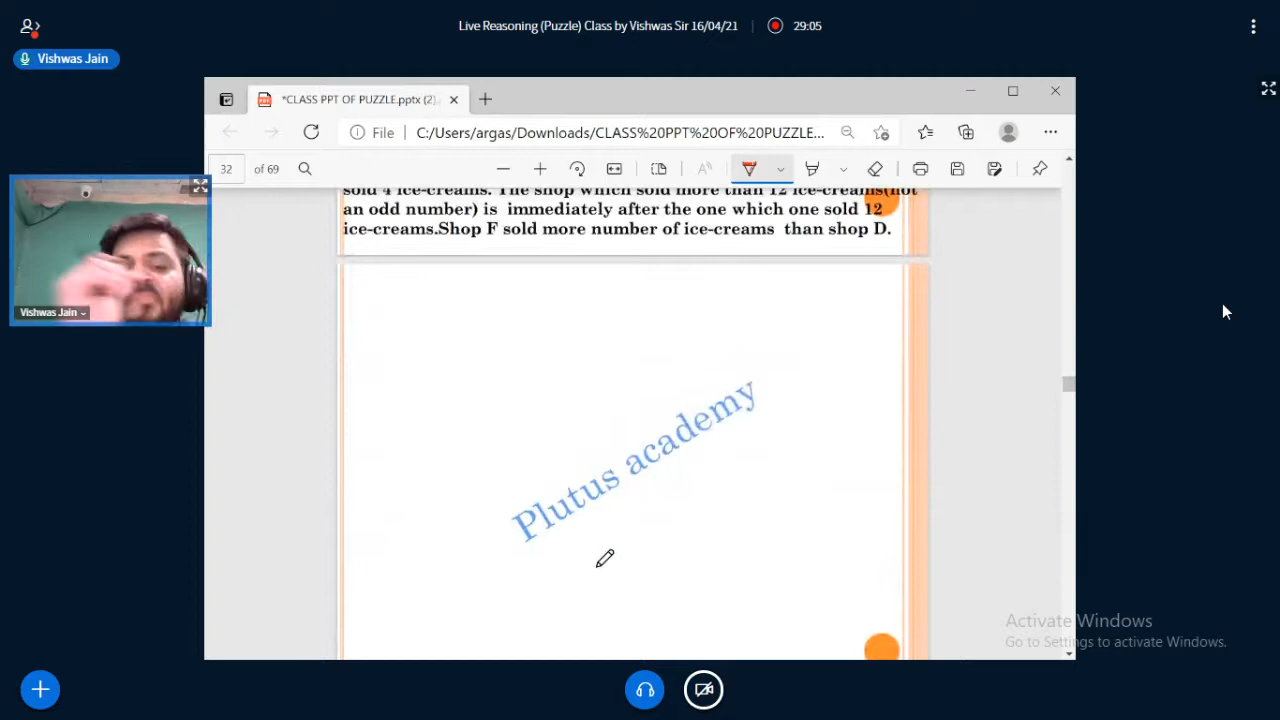 Live Reasoning (Puzzle) Class by Vishwas Sir 16/04/21
29:05
Vishwas Jain
*CLASS PPT OF PUZZLE.pptx (2).
File
C:/Users/argas/Downloads/CLASS%20PPT%20OF%20PUZZLE...
32 of 69
sold 4 ice-creams. The shop which sold more than 12 ice-creams(not
an odd number) is immediately after the one which one sold 12
ice-creams.Shop F sold more number of ice-creams than shop D.
Vishwas Jain
Plutus academy
Activate Windows
Go to Settings to activate Windows.